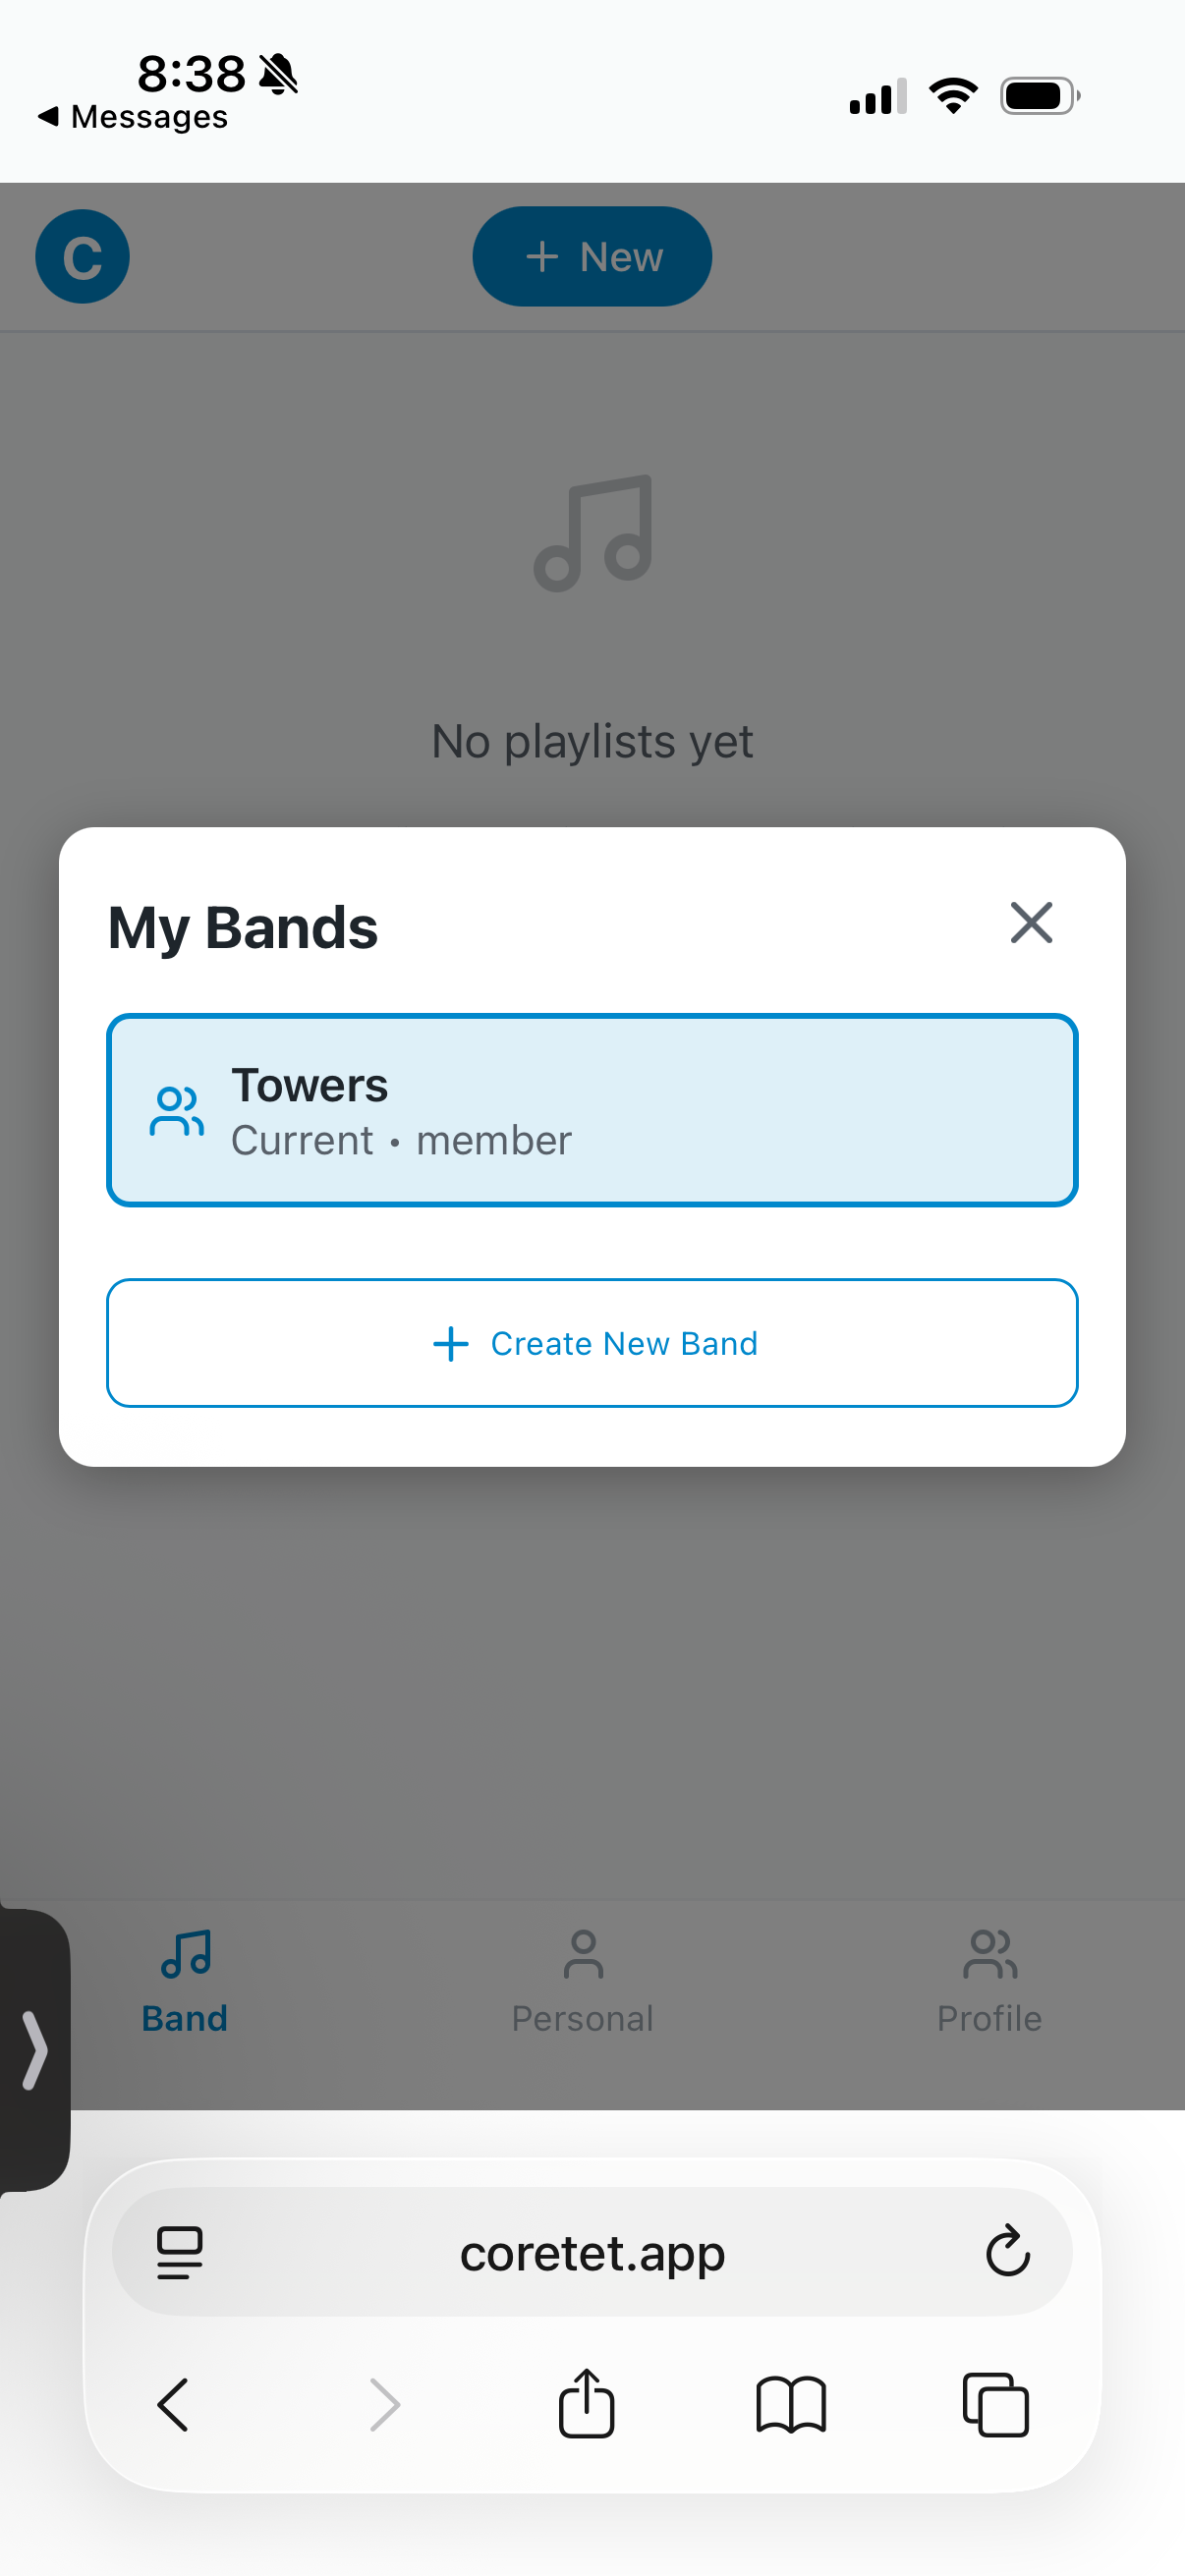 8:38
Messages
C
+ New
No playlists yet
My Bands
Towers
Current • member
+ Create New Band
Band
Personal
Profile
coretet.app